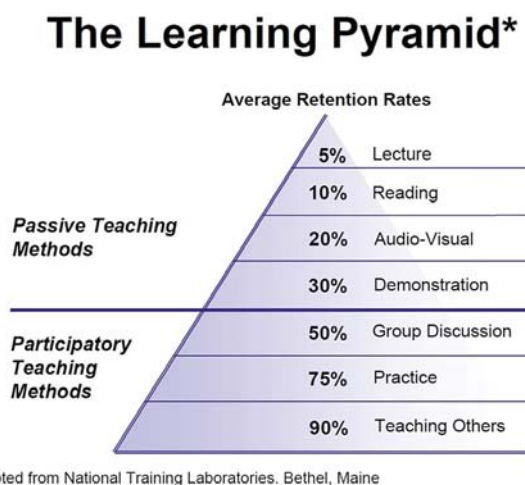 The Learning Pyramid*
Average Retention Rates
5% Lecture
10% Reading
Passive Teaching
Methods
20% Audio-Visual
30% Demonstration
Participatory
Teaching
Methods
50% Group Discussion
75% Practice
90% Teaching Others
from National Training Laboratories. Bethel, Maine